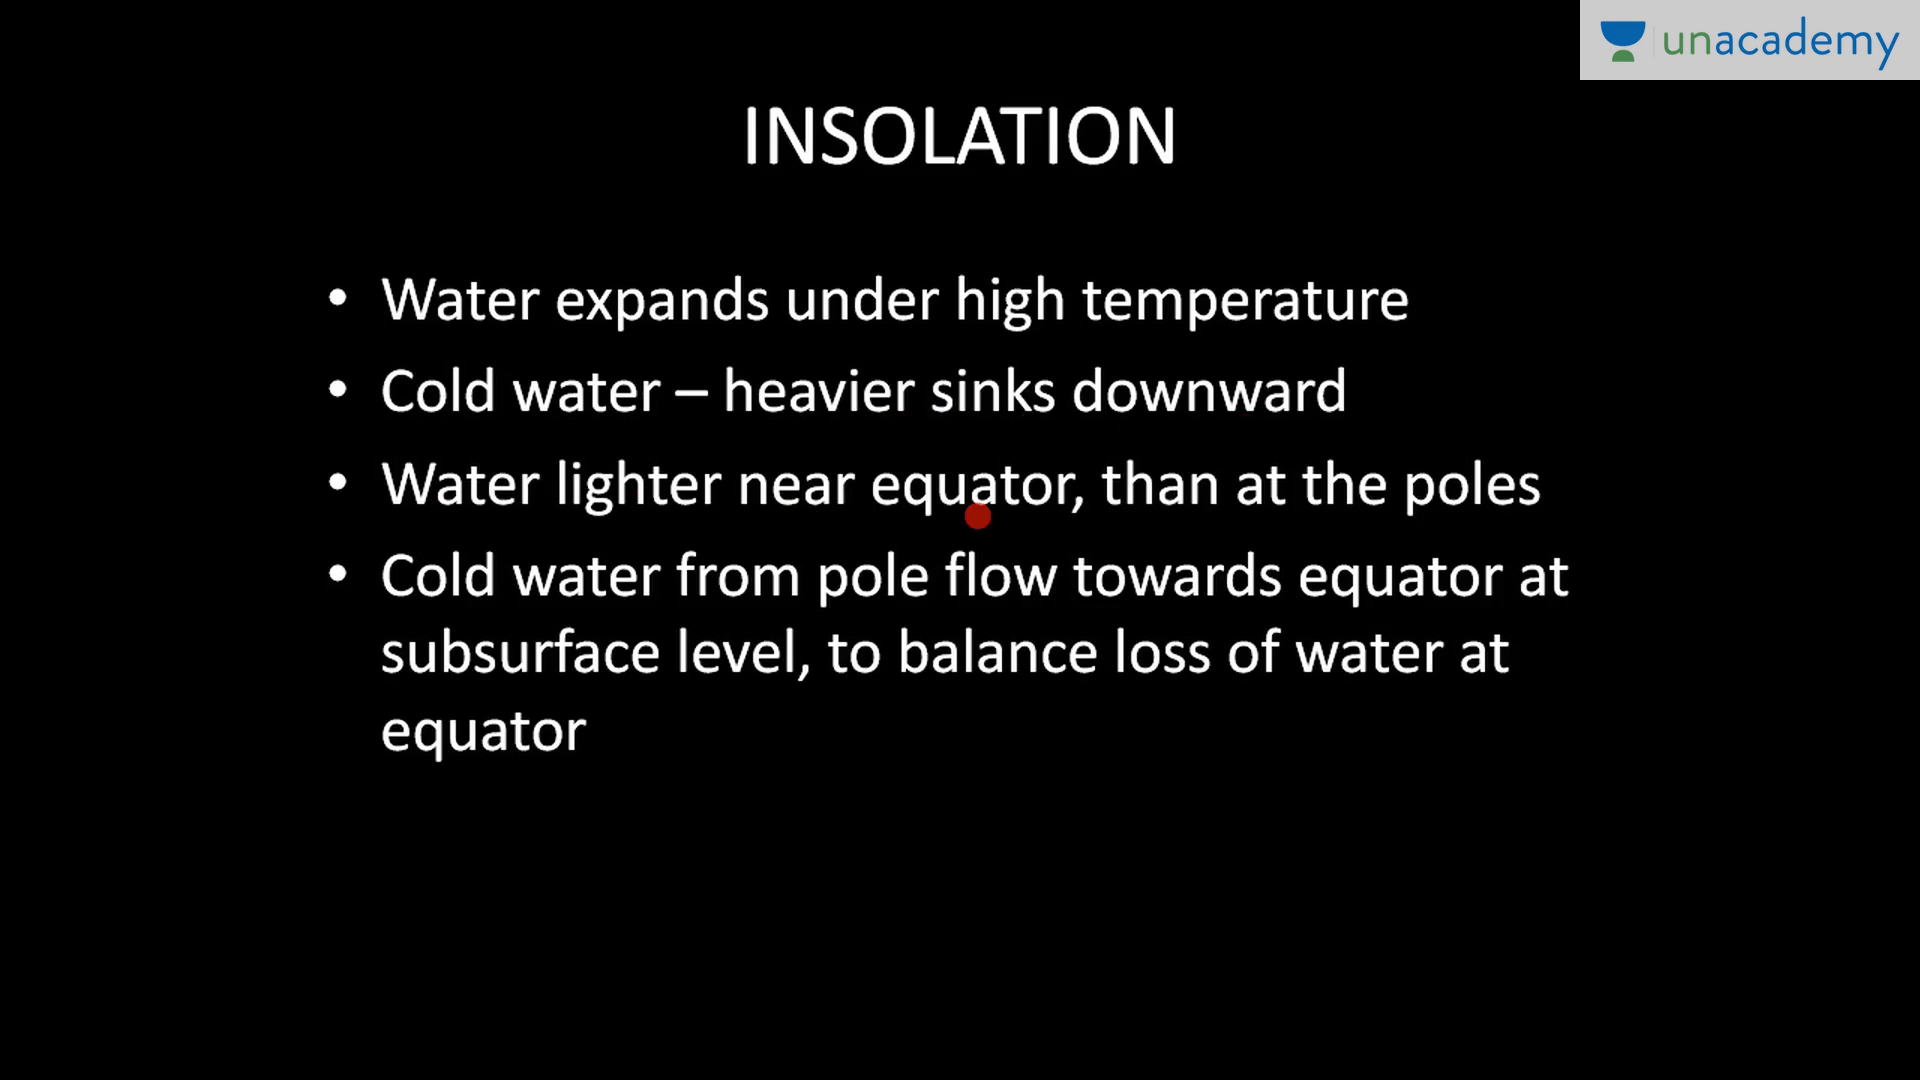 unacademy
INSOLATION
• Water expands under high temperature
• Cold water – heavier sinks downward
• Water lighter near equator, than at the poles
• Cold water from pole flow towards equator at
subsurface level, to balance loss of water at
equator